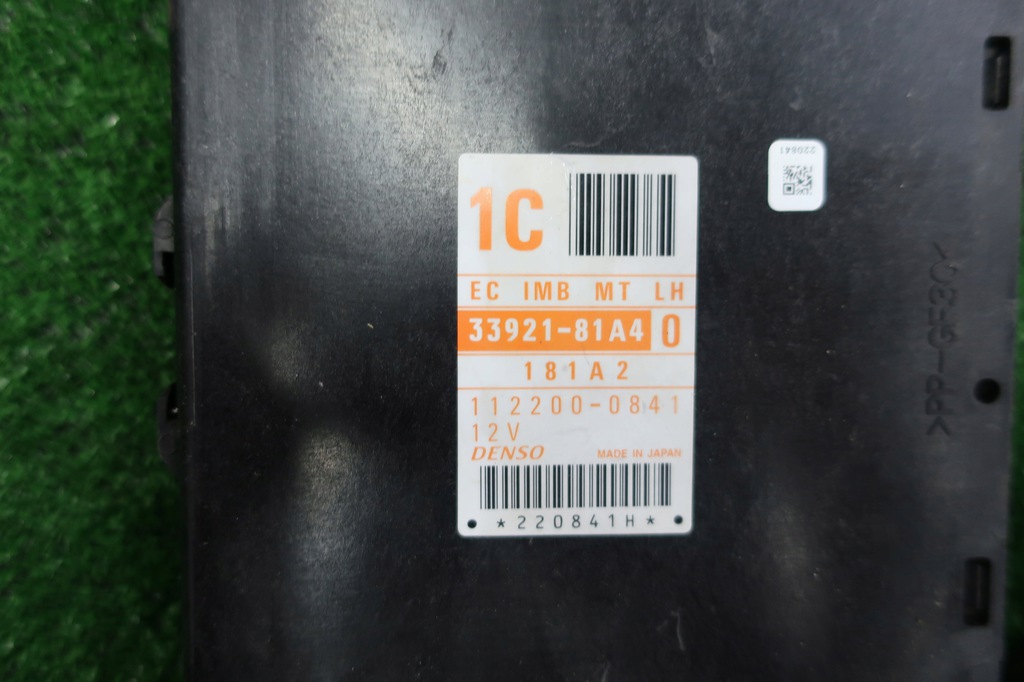 1C
EC IMB MT LH
33921-81A4 0
181A2
112200-0841
12V
DENSO MADE IN JAPAN
*220841H*
220841
>PP-GF30<